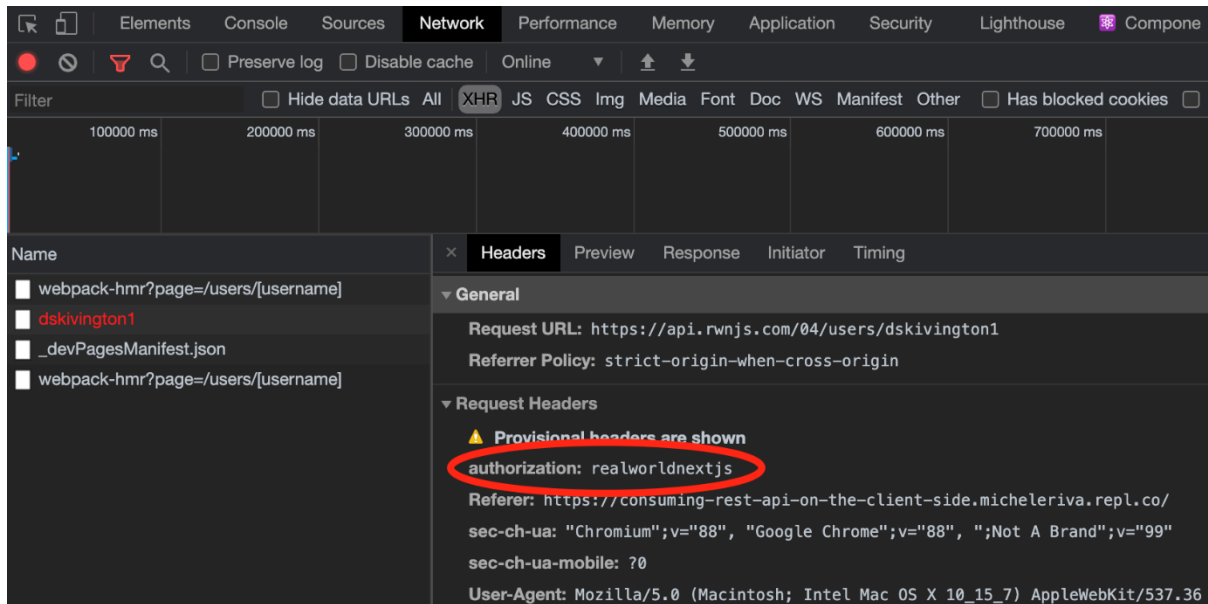 Elements Console Sources Network Performance Memory Application Security Lighthouse Compone
Preserve log Disable cache Online
Filter Hide data URLs All XHR JS CSS Img Media Font Doc WS Manifest Other Has blocked cookies
100000 ms 200000 ms 300000 ms 400000 ms 500000 ms 600000 ms 700000 ms
Name
webpack-hmr?page=/users/[username]
dskivington1
_devPagesManifest.json
webpack-hmr?page=/users/[username]
× Headers Preview Response Initiator Timing
General
Request URL: https://api.rwnjs.com/04/users/dskivington1
Referrer Policy: strict-origin-when-cross-origin
Request Headers
Provisional headers are shown
authorization: realworldnextjs
Referer: https://consuming-rest-api-on-the-client-side.micheleriva.repl.co/
sec-ch-ua: "Chromium";v="88", "Google Chrome";v="88", ";Not A Brand";v="99"
sec-ch-ua-mobile: ?0
User-Agent: Mozilla/5.0 (Macintosh; Intel Mac OS X 10_15_7) AppleWebKit/537.36